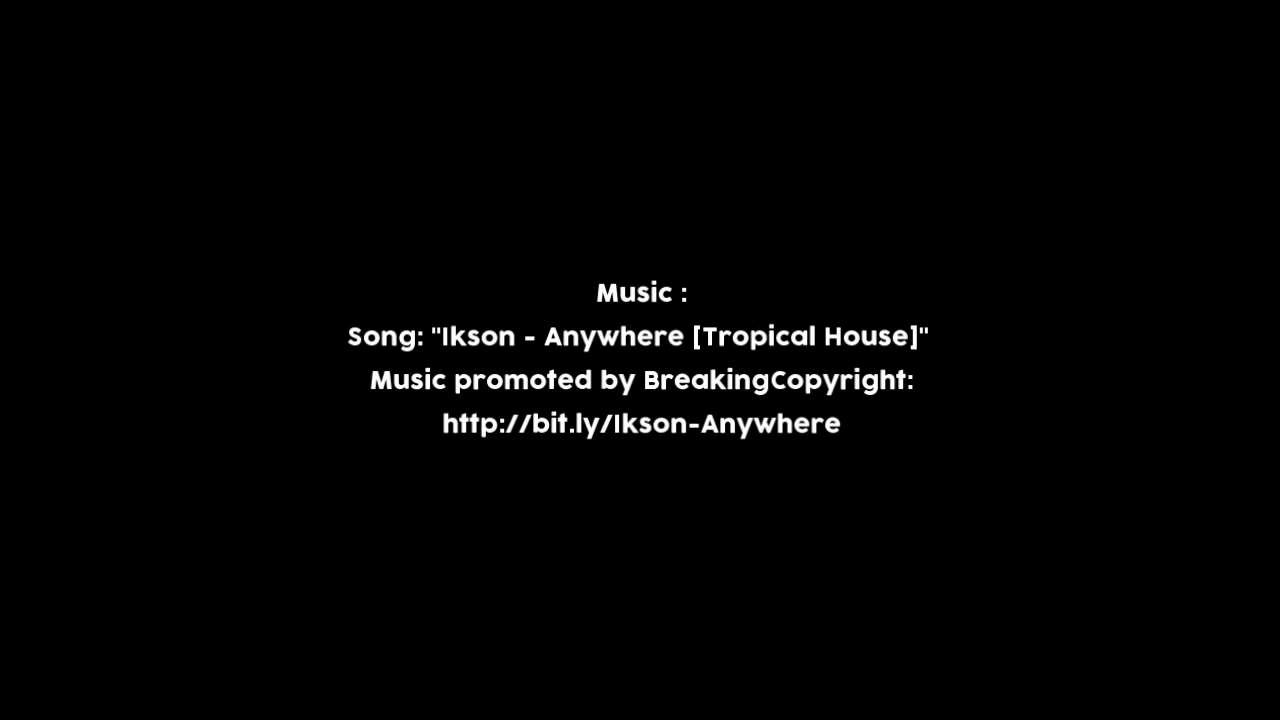 Music :
Song: "Ikson - Anywhere [Tropical House]"
Music promoted by BreakingCopyright:
http://bit.ly/Ikson-Anywhere